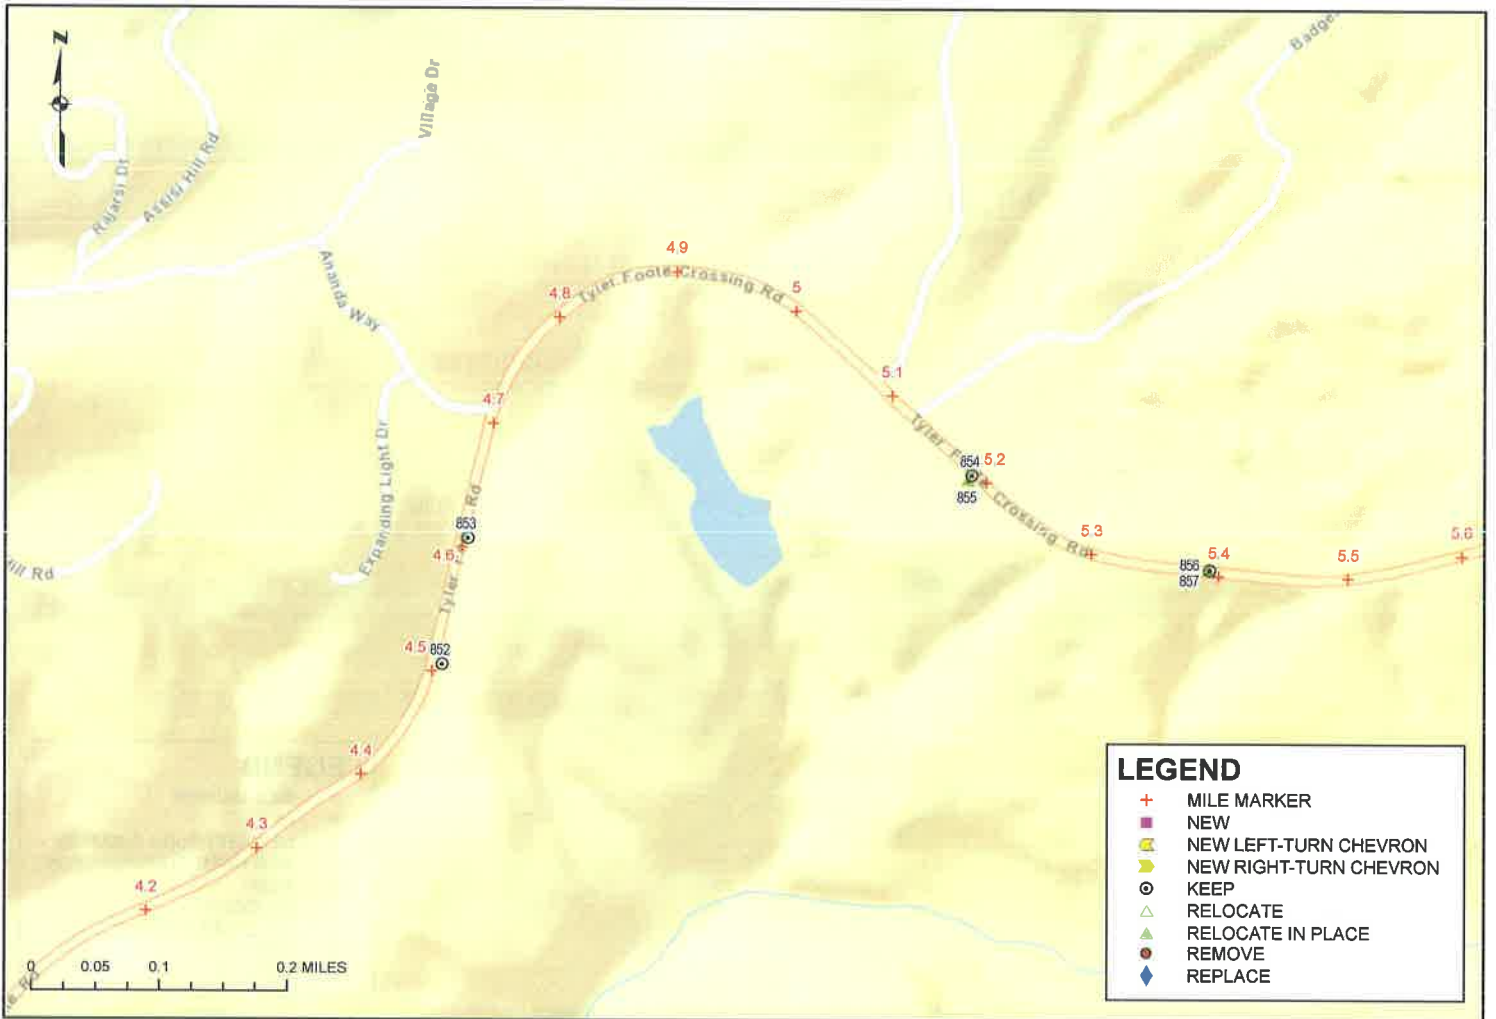 N
Badge
Village Dr
Rajarsi Dr
Assisi Hill Rd
Ananda Way
4.9
Tyler Foote Crossing Rd
4.8
5
5.1
4.7
Tyler Foote Crossing Rd
854
5.2
855
Expanding Light Dr
Rd
853
4.6
Tyler
5.3
5.4
5.5
5.6
856
857
Hill Rd
4.5
852
4.4
4.3
4.2
Rd
0
0.05
0.1
0.2 MILES
LEGEND
MILE MARKER
NEW
NEW LEFT-TURN CHEVRON
NEW RIGHT-TURN CHEVRON
KEEP
RELOCATE
RELOCATE IN PLACE
REMOVE
REPLACE